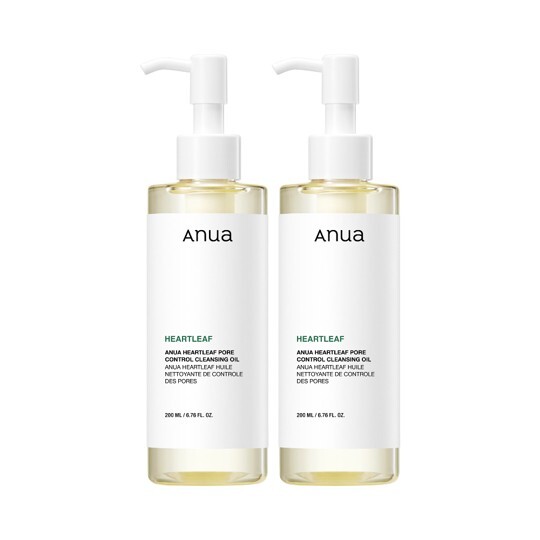 Anua
HEARTLEAF
ANUA HEARTLEAF PORE
CONTROL CLEANSING OIL
ANUA HEARTLEAF HUILE
NETTOYANTE DE CONTROLE
DES PORES
200 ML / 6.76 FL. OZ.
Anua
HEARTLEAF
ANUA HEARTLEAF PORE
CONTROL CLEANSING OIL
ANUA HEARTLEAF HUILE
NETTOYANTE DE CONTROLE
DES PORES
200 ML / 6.76 FL. OZ.